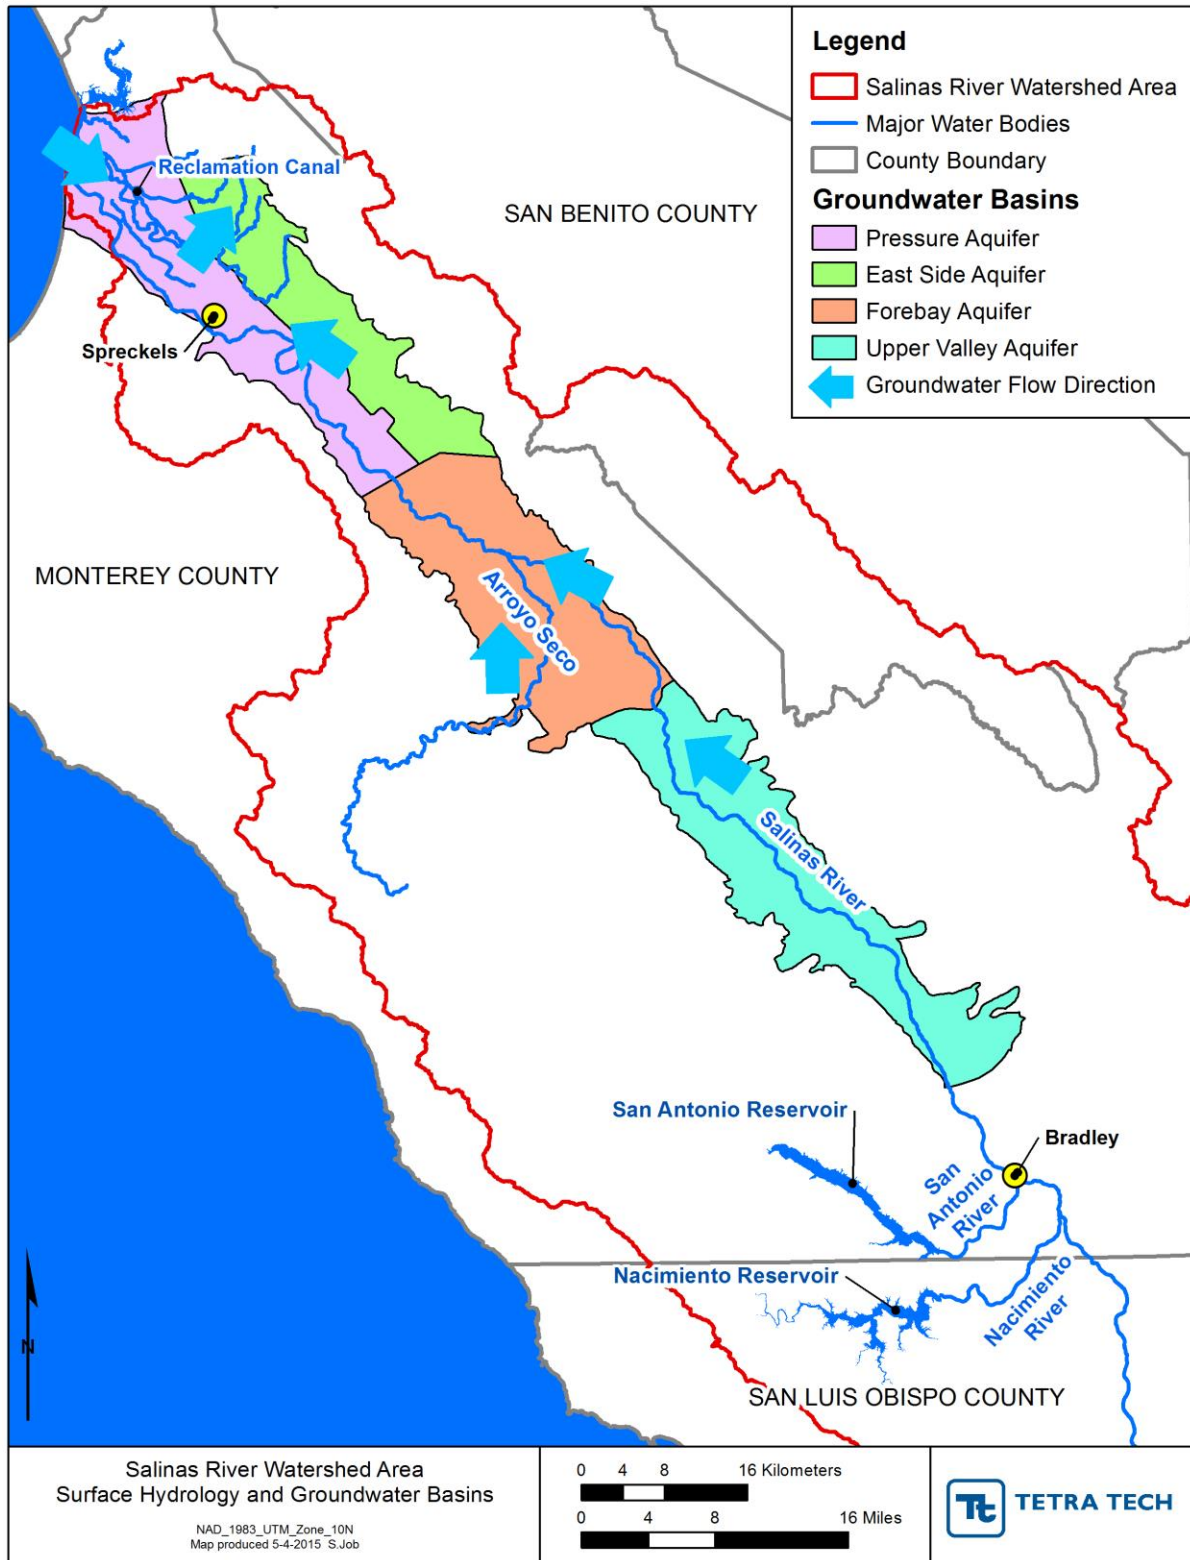 Legend
Salinas River Watershed Area
Major Water Bodies
County Boundary
Groundwater Basins
Pressure Aquifer
East Side Aquifer
Forebay Aquifer
Upper Valley Aquifer
Groundwater Flow Direction
Reclamation Canal
SAN BENITO COUNTY
Spreckels
MONTEREY COUNTY
Arroyo Seco
Salinas River
San Antonio Reservoir
Bradley
San
Antonio
River
Nacimiento Reservoir
Nacimiento
River
SAN LUIS OBISPO COUNTY
N
Salinas River Watershed Area
Surface Hydrology and Groundwater Basins
NAD_1983_UTM_Zone_10N
Map produced 5-4-2015 S.Job
0 4 8 16 Kilometers
0 4 8 16 Miles
Tt TETRA TECH